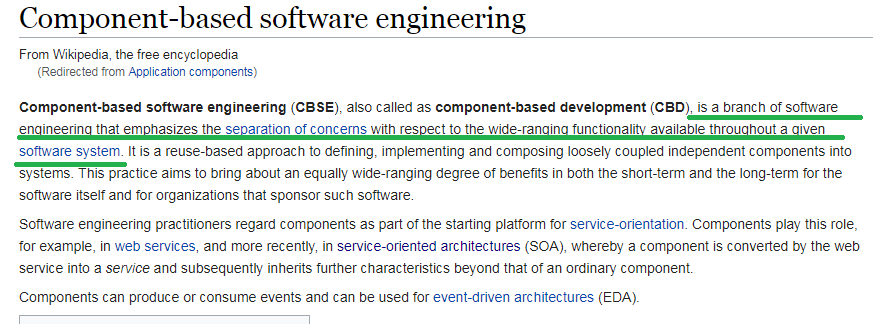 Component-based software engineering
From Wikipedia, the free encyclopedia
(Redirected from Application components)
Component-based software engineering (CBSE), also called as component-based development (CBD), is a branch of software
engineering that emphasizes the separation of concerns with respect to the wide-ranging functionality available throughout a given
software system. It is a reuse-based approach to defining, implementing and composing loosely coupled independent components into
systems. This practice aims to bring about an equally wide-ranging degree of benefits in both the short-term and the long-term for the
software itself and for organizations that sponsor such software.
Software engineering practitioners regard components as part of the starting platform for service-orientation. Components play this role,
for example, in web services, and more recently, in service-oriented architectures (SOA), whereby a component is converted by the web
service into a service and subsequently inherits further characteristics beyond that of an ordinary component.
Components can produce or consume events and can be used for event-driven architectures (EDA).